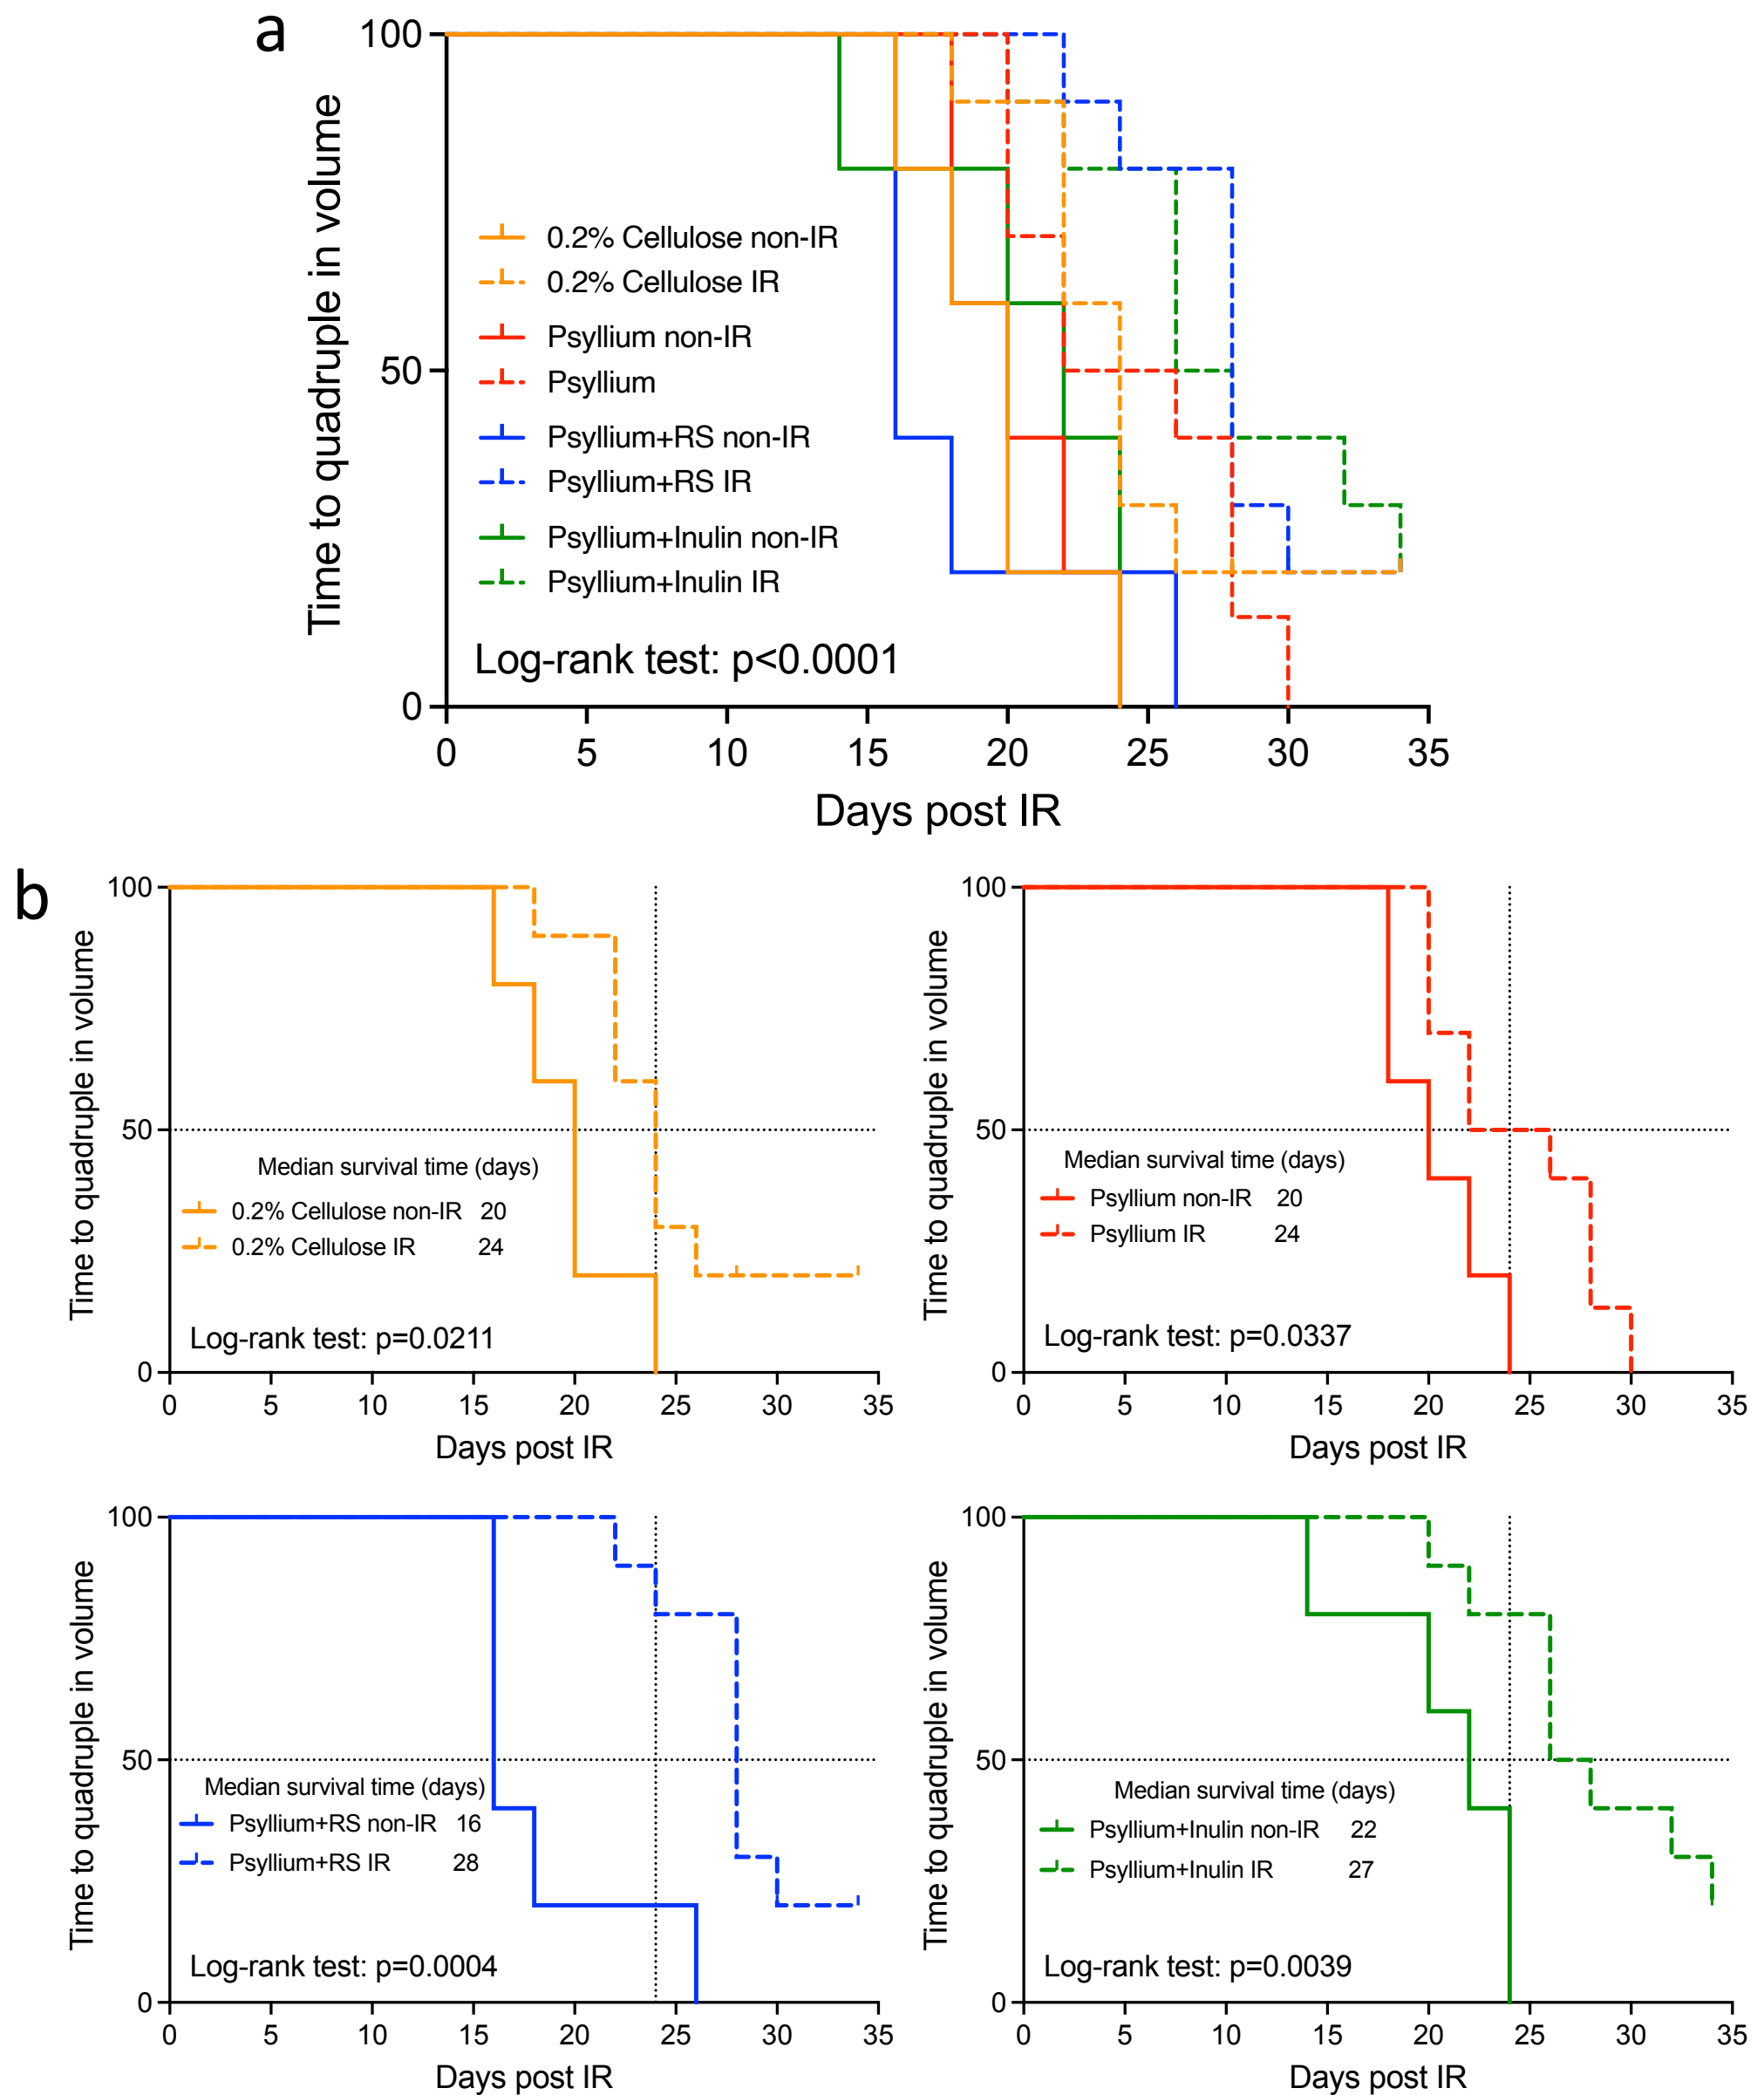 a
Time to quadruple in volume
100
50
0
0.2% Cellulose non-IR
0.2% Cellulose IR
Psyllium non-IR
Psyllium
Psyllium+RS non-IR
Psyllium+RS IR
Psyllium+Inulin non-IR
Psyllium+Inulin IR
Log-rank test: p<0.0001
0 5 10 15 20 25 30 35
Days post IR
b
Time to quadruple in volume
100
50
0
Median survival time (days)
0.2% Cellulose non-IR 20
0.2% Cellulose IR 24
Log-rank test: p=0.0211
0 5 10 15 20 25 30 35
Days post IR
Time to quadruple in volume
100
50
0
Median survival time (days)
Psyllium non-IR 20
Psyllium IR 24
Log-rank test: p=0.0337
0 5 10 15 20 25 30 35
Days post IR
Time to quadruple in volume
100
50
0
Median survival time (days)
Psyllium+RS non-IR 16
Psyllium+RS IR 28
Log-rank test: p=0.0004
0 5 10 15 20 25 30 35
Days post IR
Time to quadruple in volume
100
50
0
Median survival time (days)
Psyllium+Inulin non-IR 22
Psyllium+Inulin IR 27
Log-rank test: p=0.0039
0 5 10 15 20 25 30 35
Days post IR